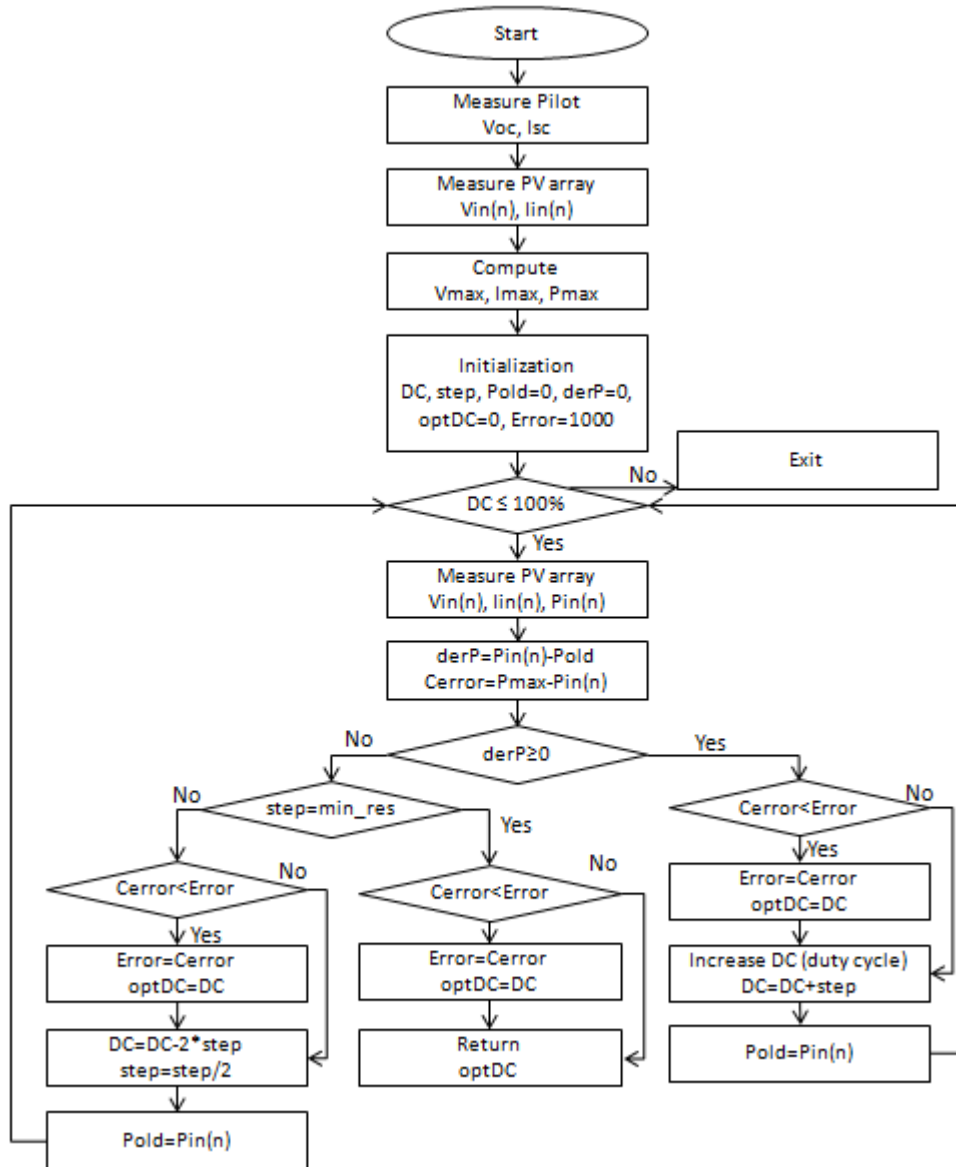 Start
Measure Pilot
Voc, Isc
Measure PV array
Vin(n), Iin(n)
Compute
Vmax, Imax, Pmax
Initialization
DC, step, Pold=0, derP=0,
optDC=0, Error=1000
Exit
No
DC ≤ 100%
Yes
Measure PV array
Vin(n), Iin(n), Pin(n)
derP=Pin(n)-Pold
Cerror=Pmax-Pin(n)
No
derP≥0
Yes
No
step=min_res
Yes
Cerror<Error
No
Yes
Cerror<Error
No
Yes
Error=Cerror
optDC=DC
DC=DC-2*step
step=step/2
Pold=Pin(n)
Cerror<Error
No
Error=Cerror
optDC=DC
Return
optDC
Error=Cerror
optDC=DC
Increase DC (duty cycle)
DC=DC+step
Pold=Pin(n)